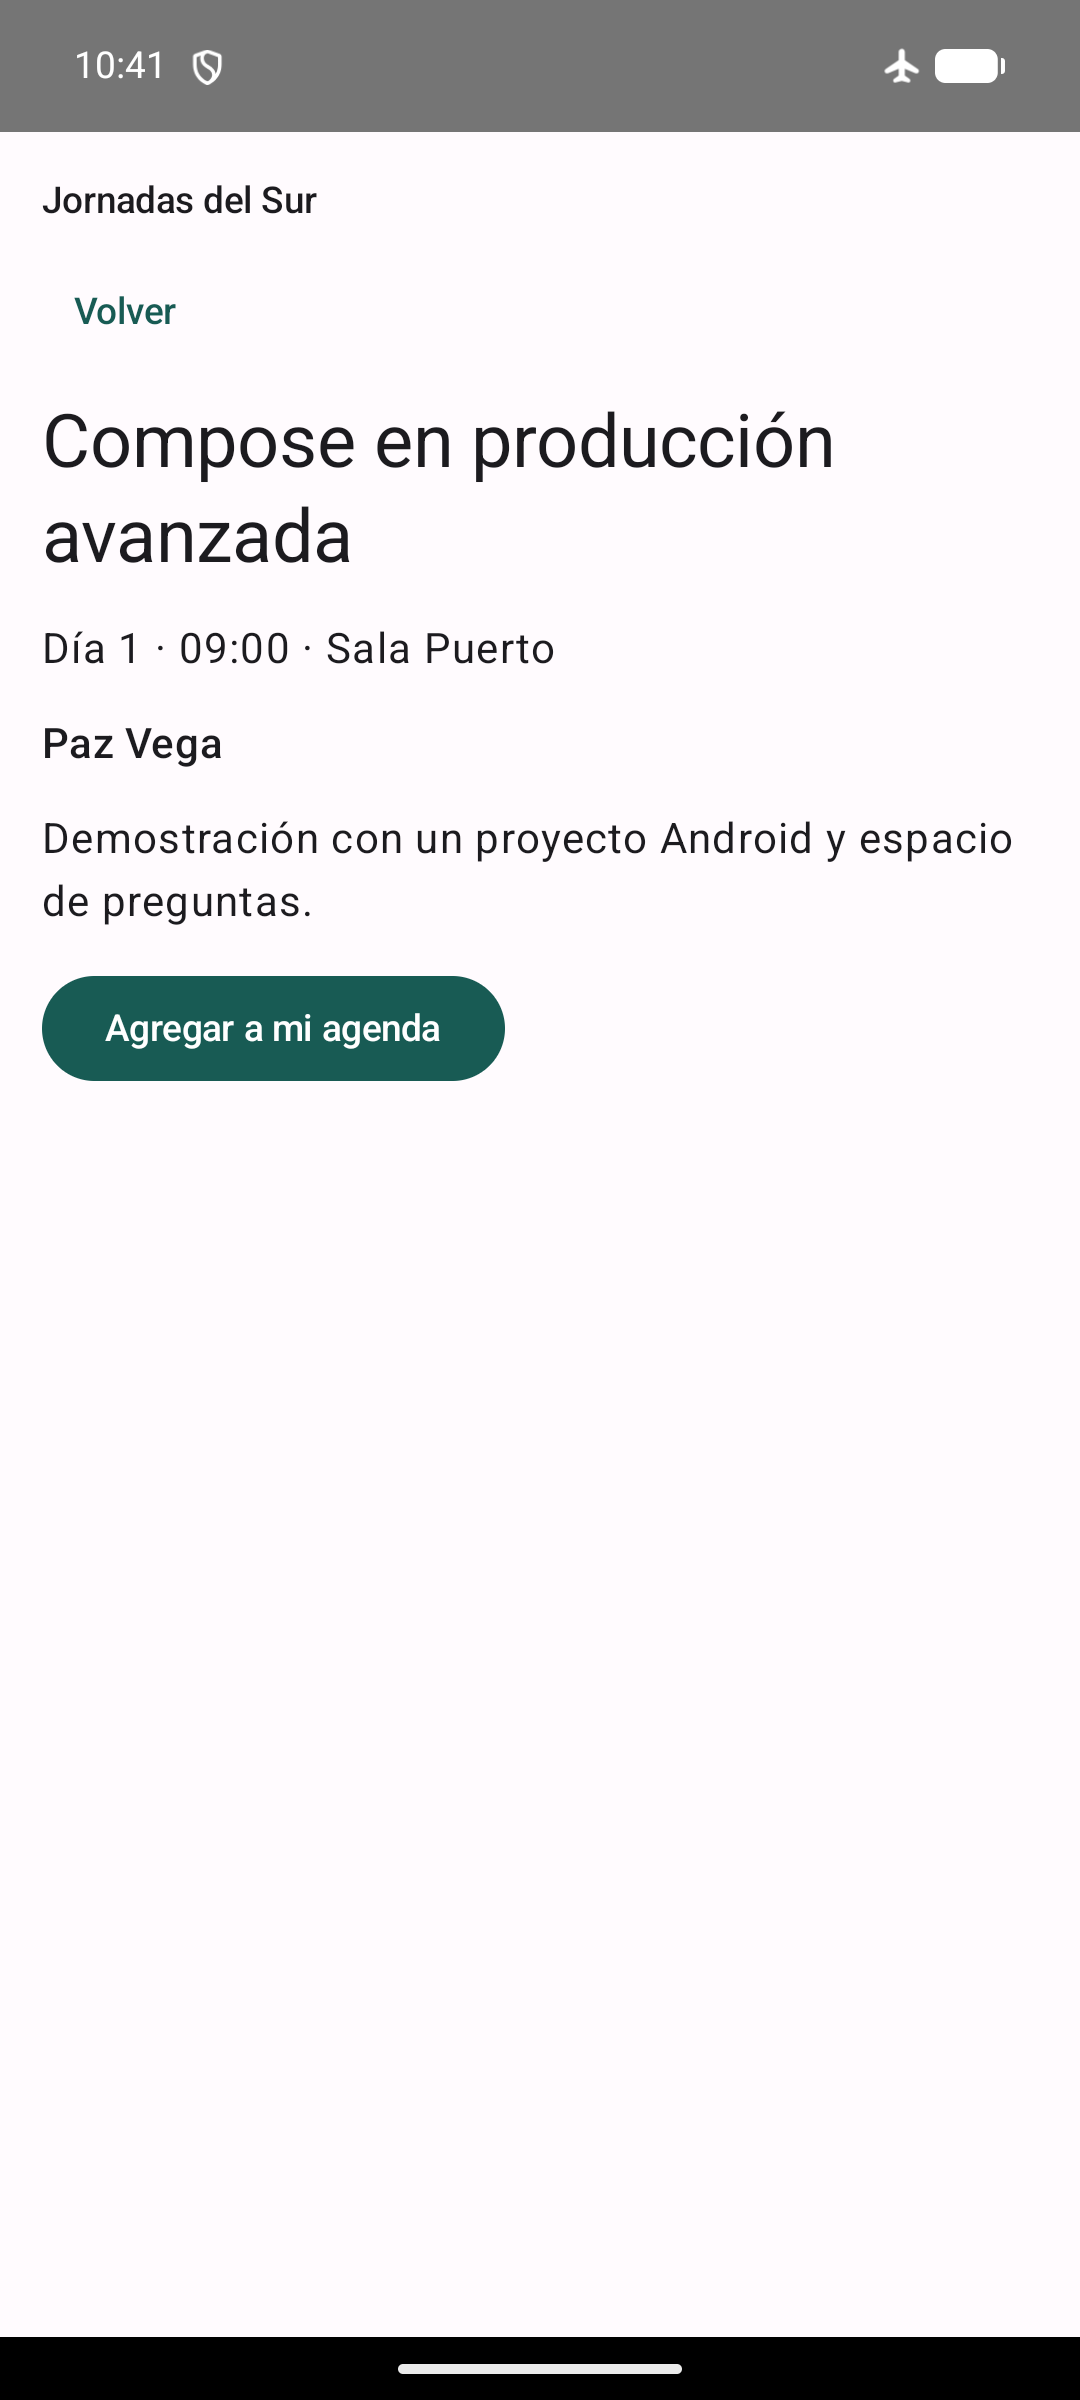 10:41
Jornadas del Sur
Volver
Compose en producción
avanzada
Día 1 · 09:00 · Sala Puerto
Paz Vega
Demostración con un proyecto Android y espacio
de preguntas.
Agregar a mi agenda